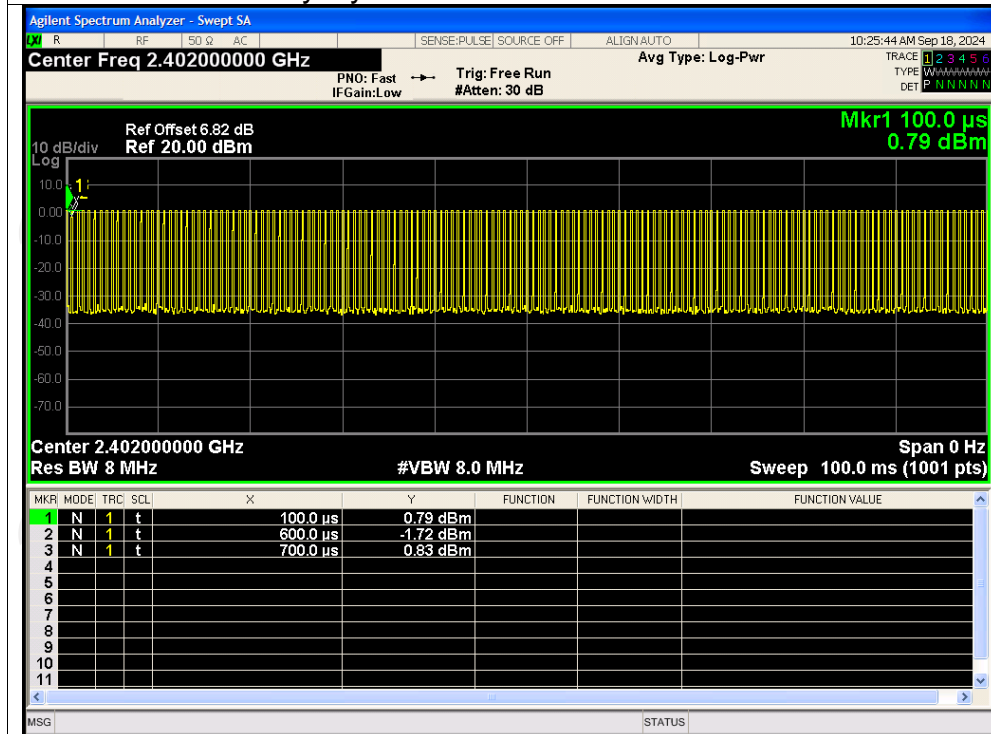 Agilent Spectrum Analyzer - Swept SA
LXI R RF 50 Ω AC SENSE:PULSE SOURCE OFF ALIGN AUTO 10:25:44 AM Sep 18, 2024
Center Freq 2.402000000 GHz Avg Type: Log-Pwr TRACE 1 2 3 4 5 6
PNO: Fast Trig: Free Run TYPE W
IFGain:Low #Atten: 30 dB DET P N N N N N
Mkr1 100.0 µs
Ref Offset 6.82 dB 0.79 dBm
10 dB/div Ref 20.00 dBm
Log
10.0 1
0.00
-10.0
-20.0
-30.0
-40.0
-50.0
-60.0
-70.0
Center 2.402000000 GHz Span 0 Hz
Res BW 8 MHz #VBW 8.0 MHz Sweep 100.0 ms (1001 pts)
MKR MODE TRC SCL X Y FUNCTION FUNCTION WIDTH FUNCTION VALUE
1 N 1 t 100.0 µs 0.79 dBm
2 N 1 t 600.0 µs -1.72 dBm
3 N 1 t 700.0 µs 0.83 dBm
4
5
6
7
8
9
10
11
MSG STATUS